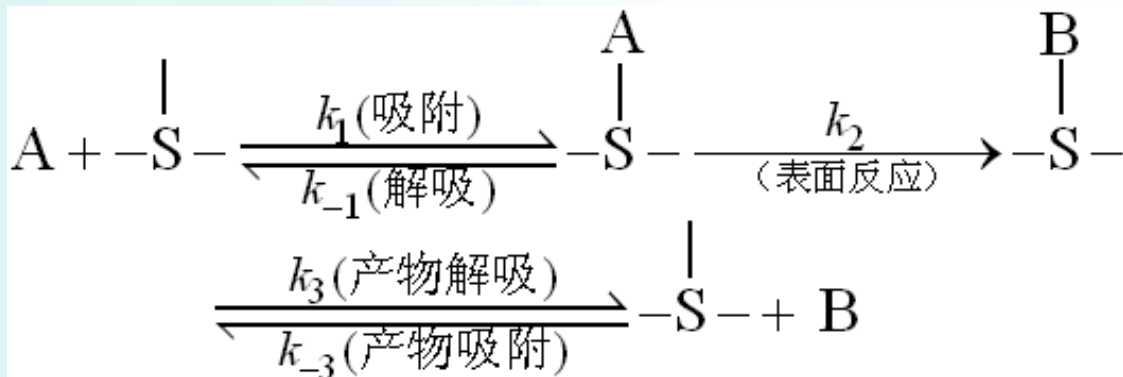 A B
k₁(吸附) k₂
A + –S– –S– –S–
k₋₁(解吸) (表面反应)
k₃(产物解吸)
–S– + B
k₋₃(产物吸附)